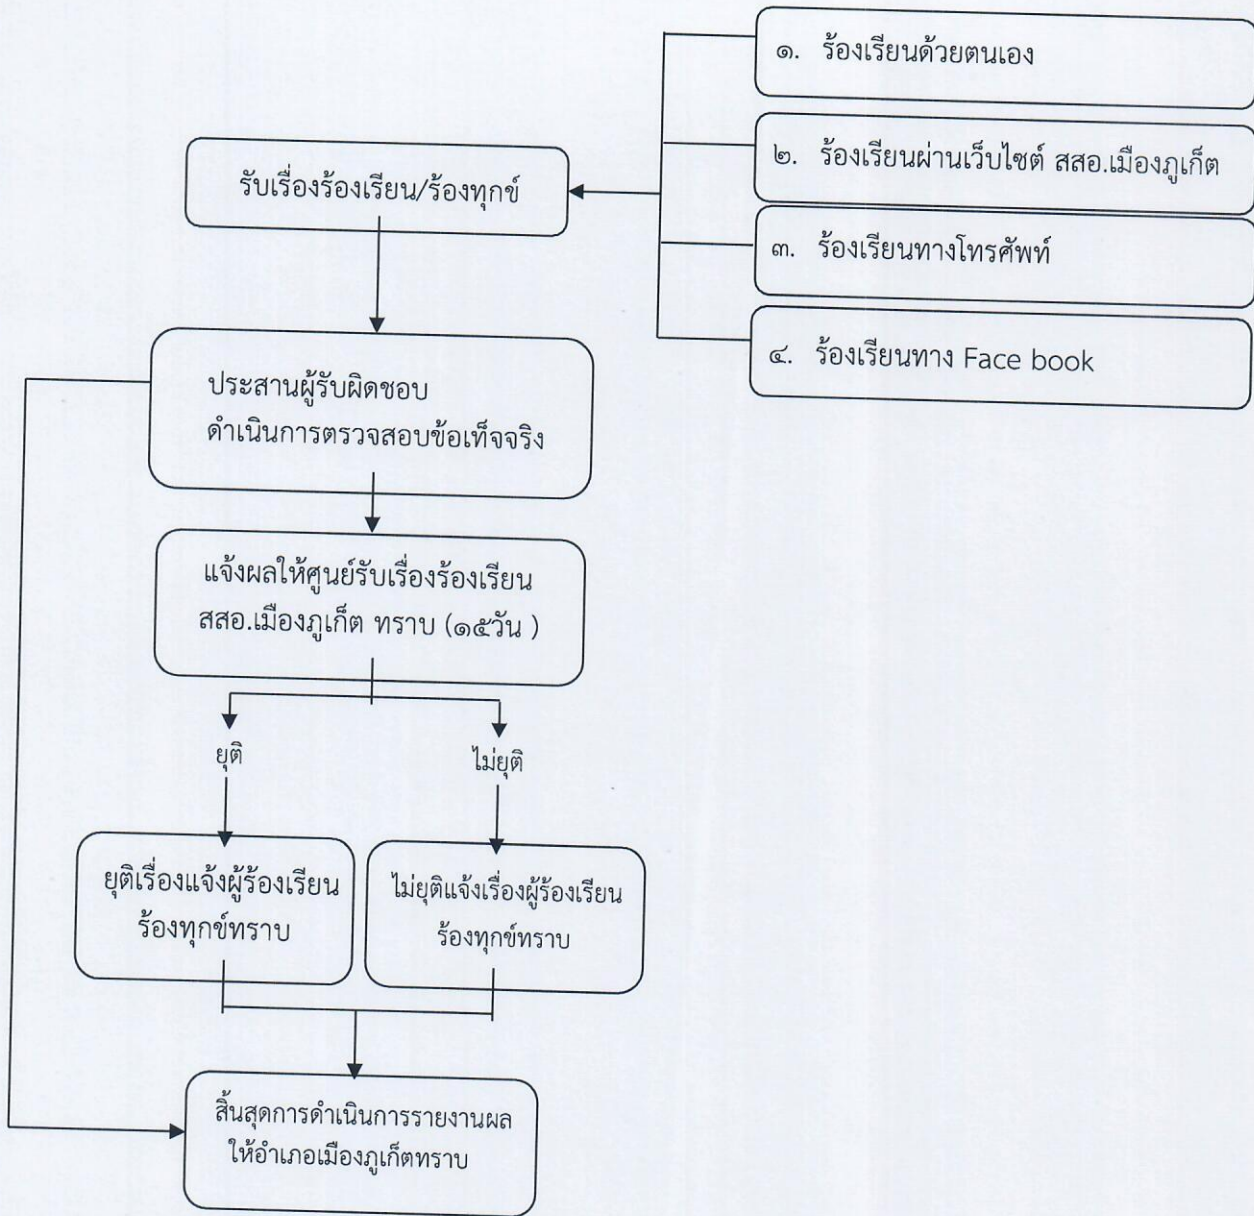 ๑. ร้องเรียนด้วยตนเอง
๒. ร้องเรียนผ่านเว็บไซต์ สสอ.เมืองภูเก็ต
๓. ร้องเรียนทางโทรศัพท์
๔. ร้องเรียนทาง Face book
รับเรื่องร้องเรียน/ร้องทุกข์
ประสานผู้รับผิดชอบ
ดำเนินการตรวจสอบข้อเท็จจริง
แจ้งผลให้ศูนย์รับเรื่องร้องเรียน
สสอ.เมืองภูเก็ต ทราบ (๑๕วัน )
ยุติ
ไม่ยุติ
ยุติเรื่องแจ้งผู้ร้องเรียน
ร้องทุกข์ทราบ
ไม่ยุติแจ้งเรื่องผู้ร้องเรียน
ร้องทุกข์ทราบ
สิ้นสุดการดำเนินการรายงานผล
ให้อำเภอเมืองภูเก็ตทราบ